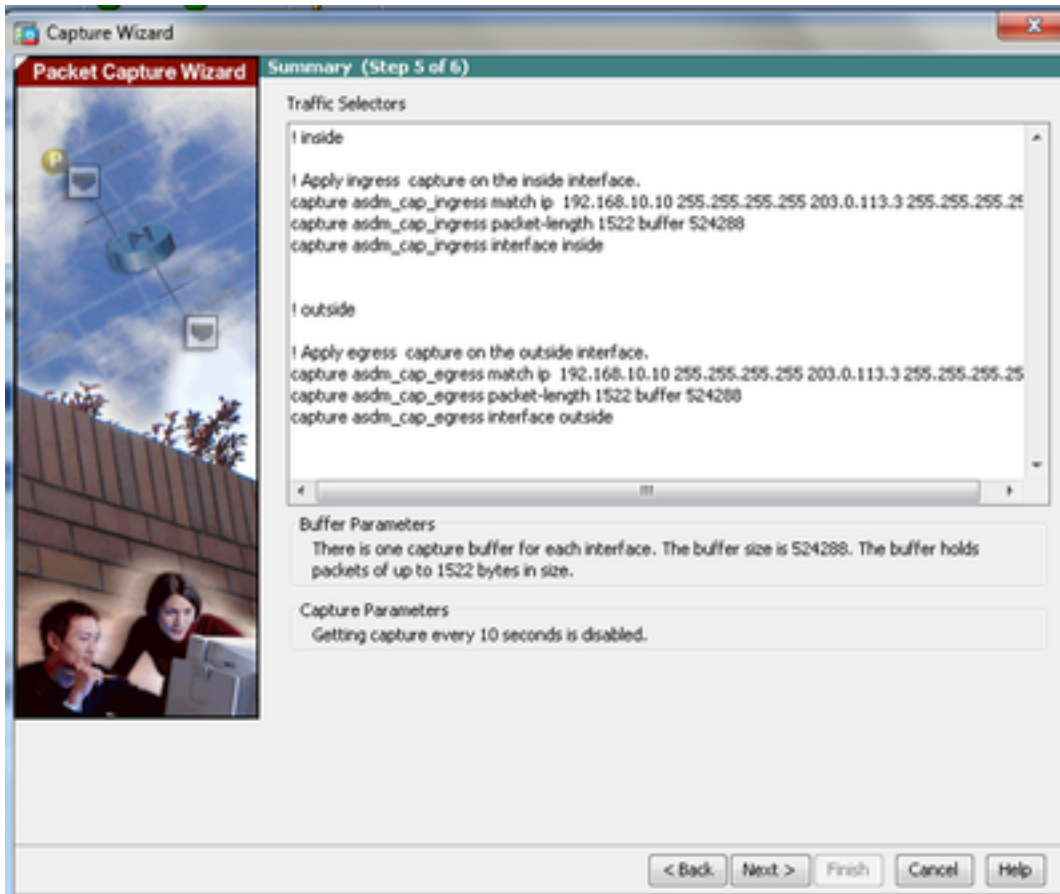 Capture Wizard
Packet Capture Wizard
Summary (Step 5 of 6)
Traffic Selectors
! inside
! Apply ingress capture on the inside interface.
capture asdm_cap_ingress match ip 192.168.10.10 255.255.255.255 203.0.113.3 255.255.255.25
capture asdm_cap_ingress packet-length 1522 buffer 524288
capture asdm_cap_ingress interface inside
! outside
! Apply egress capture on the outside interface.
capture asdm_cap_egress match ip 192.168.10.10 255.255.255.255 203.0.113.3 255.255.255.25
capture asdm_cap_egress packet-length 1522 buffer 524288
capture asdm_cap_egress interface outside
Buffer Parameters
There is one capture buffer for each interface. The buffer size is 524288. The buffer holds
packets of up to 1522 bytes in size.
Capture Parameters
Getting capture every 10 seconds is disabled.
< Back
Next >
Finish
Cancel
Help